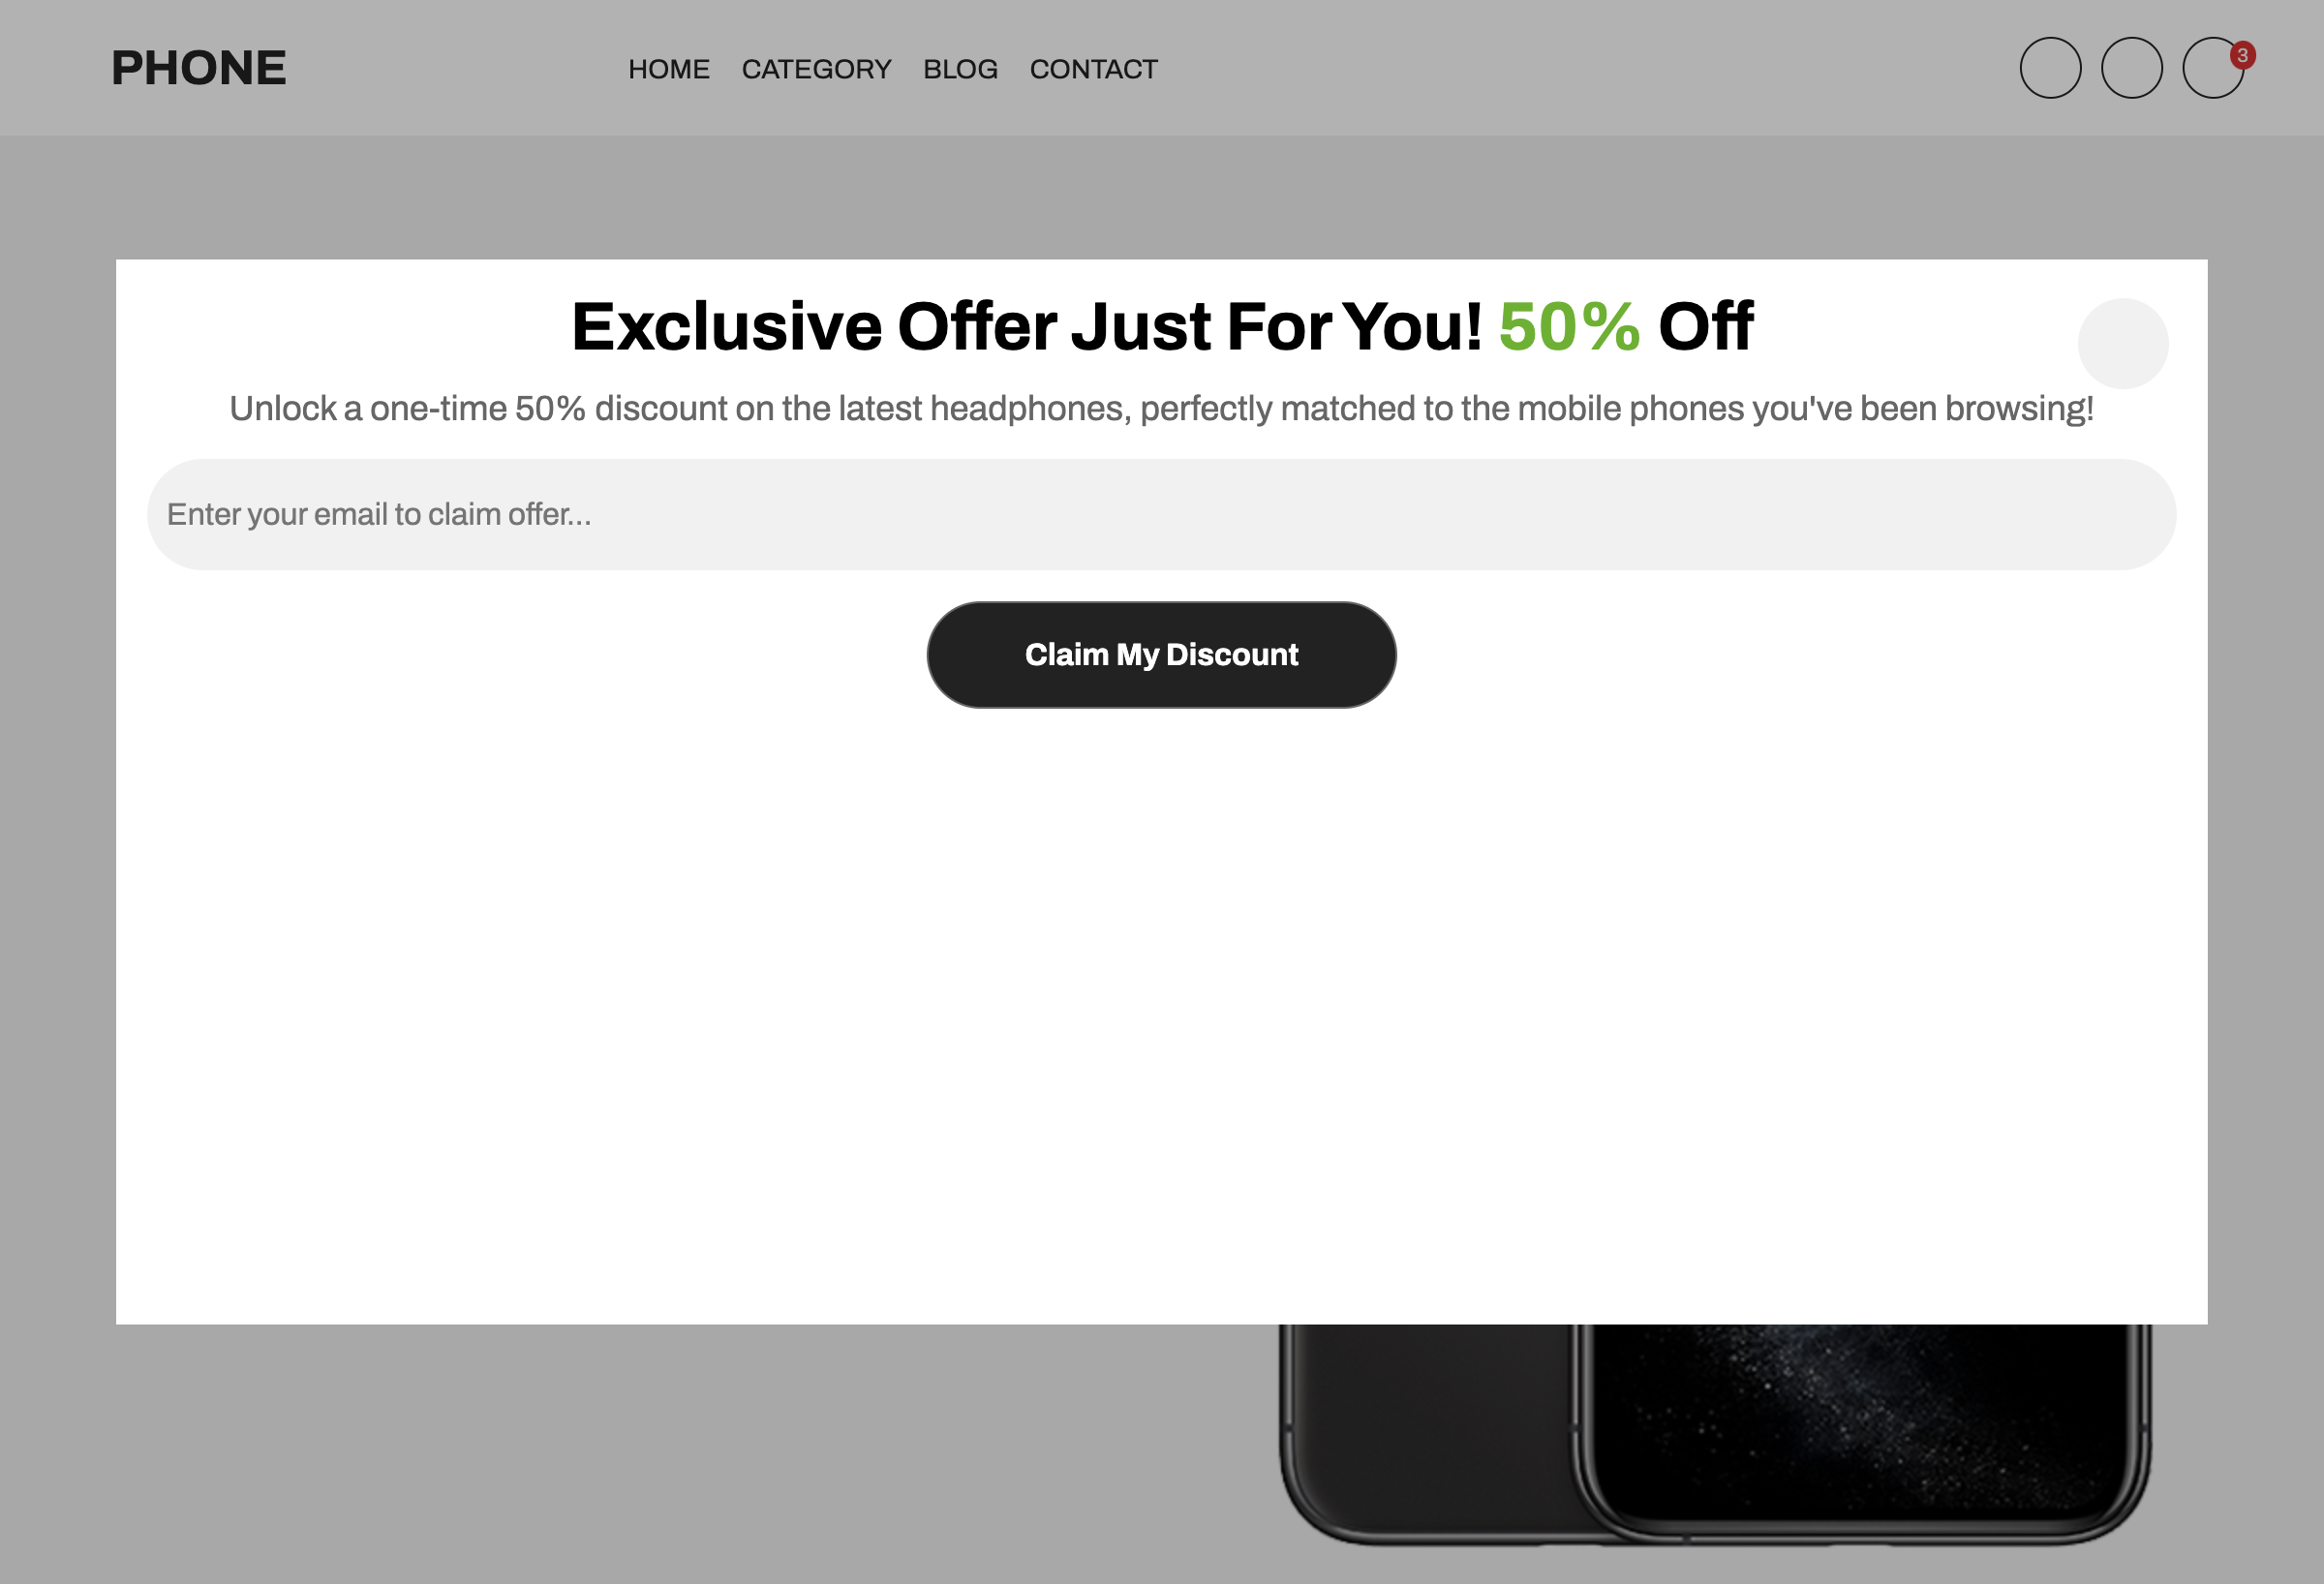 PHONE
HOME CATEGORY BLOG CONTACT
3
Exclusive Offer Just For You! 50% Off
Unlock a one-time 50% discount on the latest headphones, perfectly matched to the mobile phones you've been browsing!
Enter your email to claim offer...
Claim My Discount